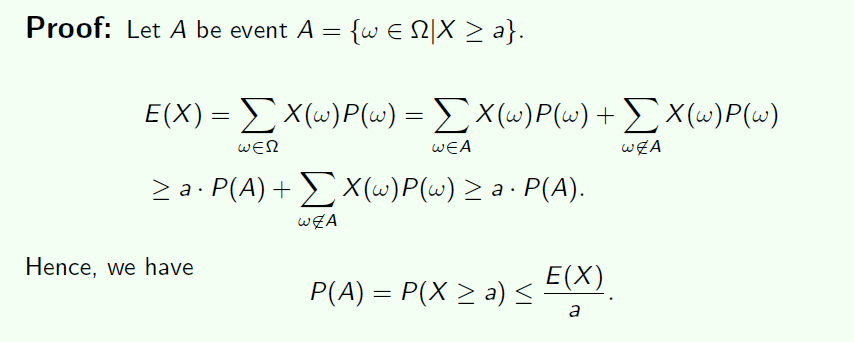 Proof: Let A be event A = {ω ∈ Ω|X ≥ a}.
E(X) = ∑_{ω∈Ω} X(ω)P(ω) = ∑_{ω∈A} X(ω)P(ω) + ∑_{ω∉A} X(ω)P(ω)
≥ a · P(A) + ∑_{ω∉A} X(ω)P(ω) ≥ a · P(A).
Hence, we have
P(A) = P(X ≥ a) ≤ E(X)/a.